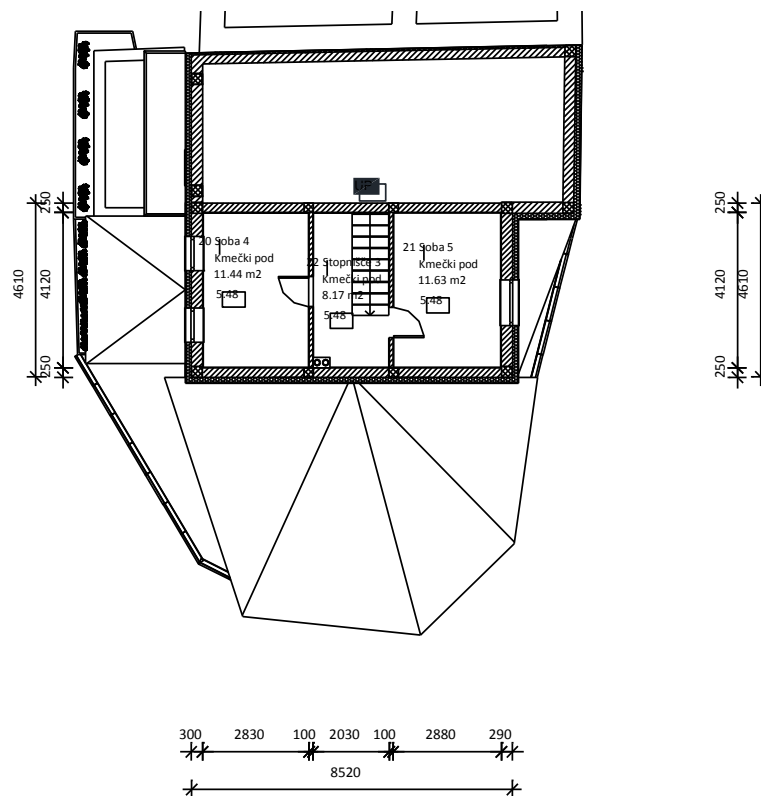 UP
20 Soba 4
Kmečki pod
11.44 m2
5.48
22 Stopnišče 3
Kmečki pod
8.17 m2
5.48
21 Soba 5
Kmečki pod
11.63 m2
5.48
250
4120
4610
250
250
4120
4610
250
300 2830 100 2030 100 2880 290
8520